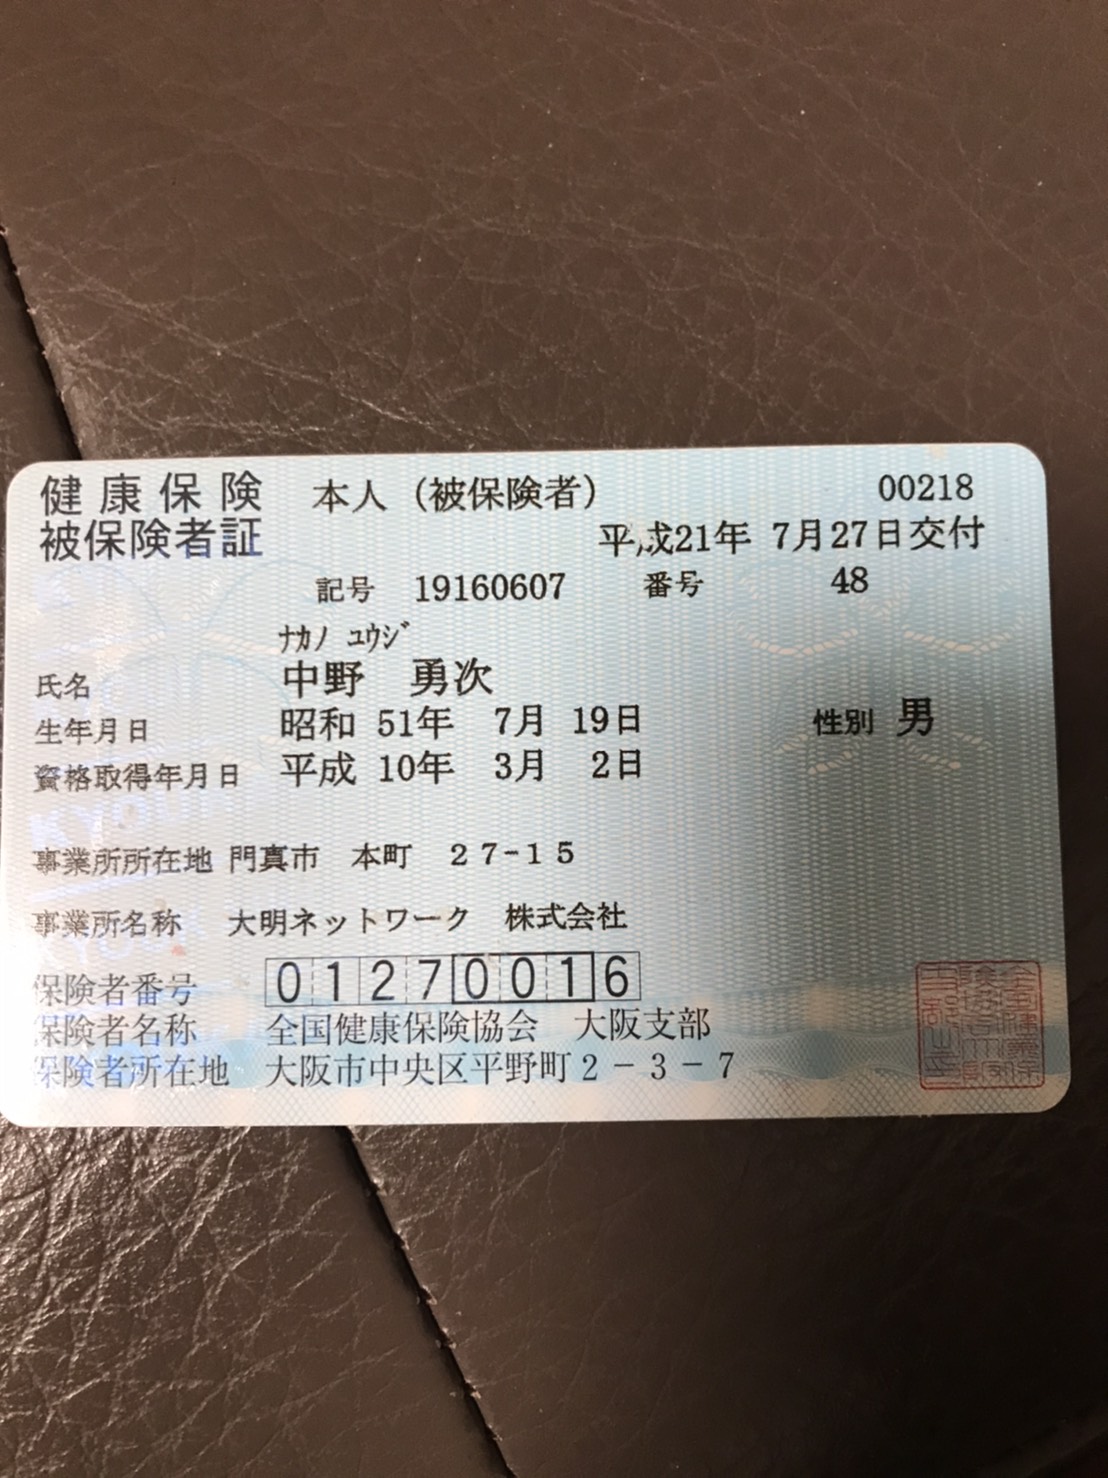 健康保険 本人（被保険者） 00218
被保険者証 平成21年 7月27日交付
記号 19160607 番号 48
ﾅｶﾉ ﾕｳｼﾞ
氏名 中野 勇次
生年月日 昭和 51年 7月 19日 性別 男
資格取得年月日 平成 10年 3月 2日
事業所所在地 門真市 本町 ２７-１５
事業所名称 大明ネットワーク 株式会社
保険者番号 01270016
保険者名称 全国健康保険協会 大阪支部
保険者所在地 大阪市中央区平野町２－３－７